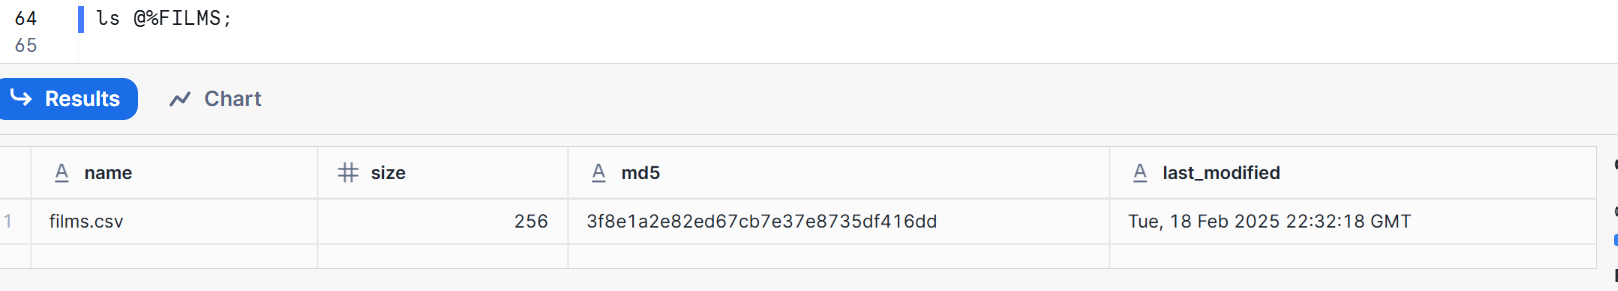 64 ls @%FILMS;
65
Results Chart
name size md5 last_modified
1 films.csv 256 3f8e1a2e82ed67cb7e37e8735df416dd Tue, 18 Feb 2025 22:32:18 GMT